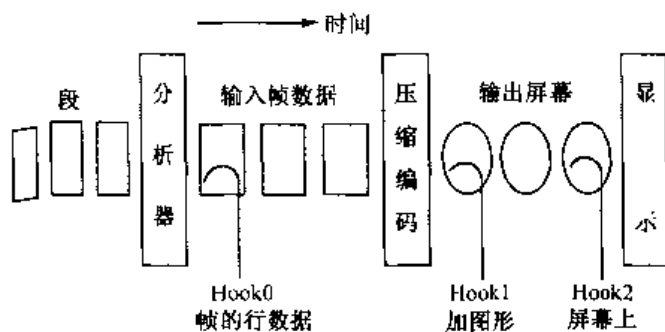 时间
段
分析器
输入帧数据
压缩编码
输出屏幕
显示
Hook0
帧的行数据
Hook1
加图形
Hook2
屏幕上